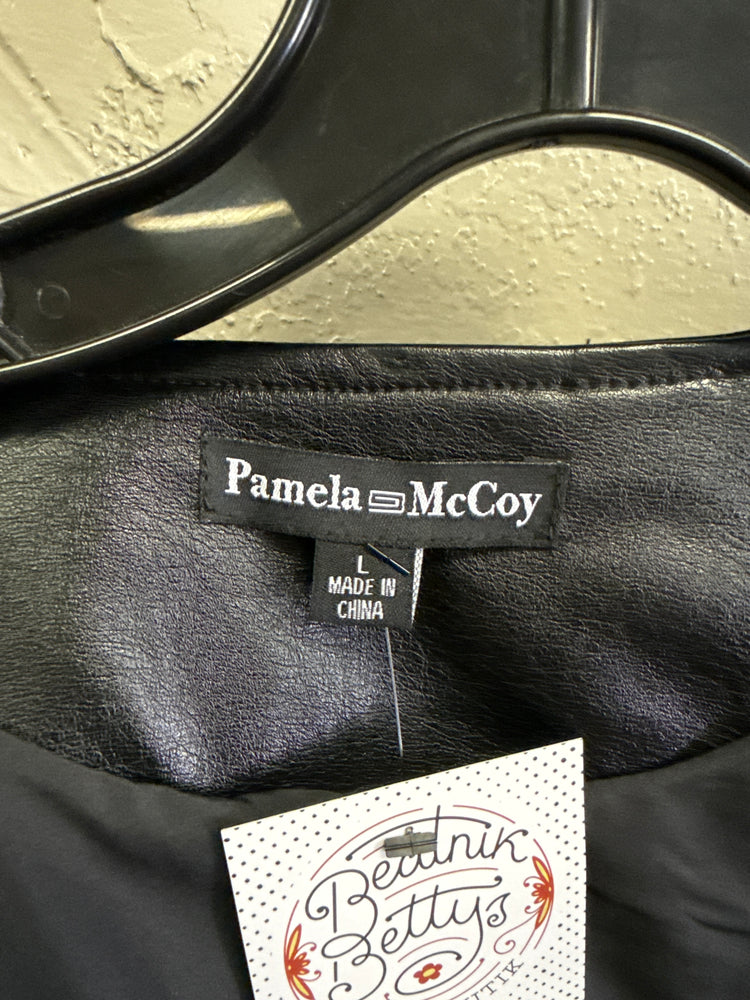 Pamela McCoy
L
MADE IN
CHINA
Beatnik
Bettys